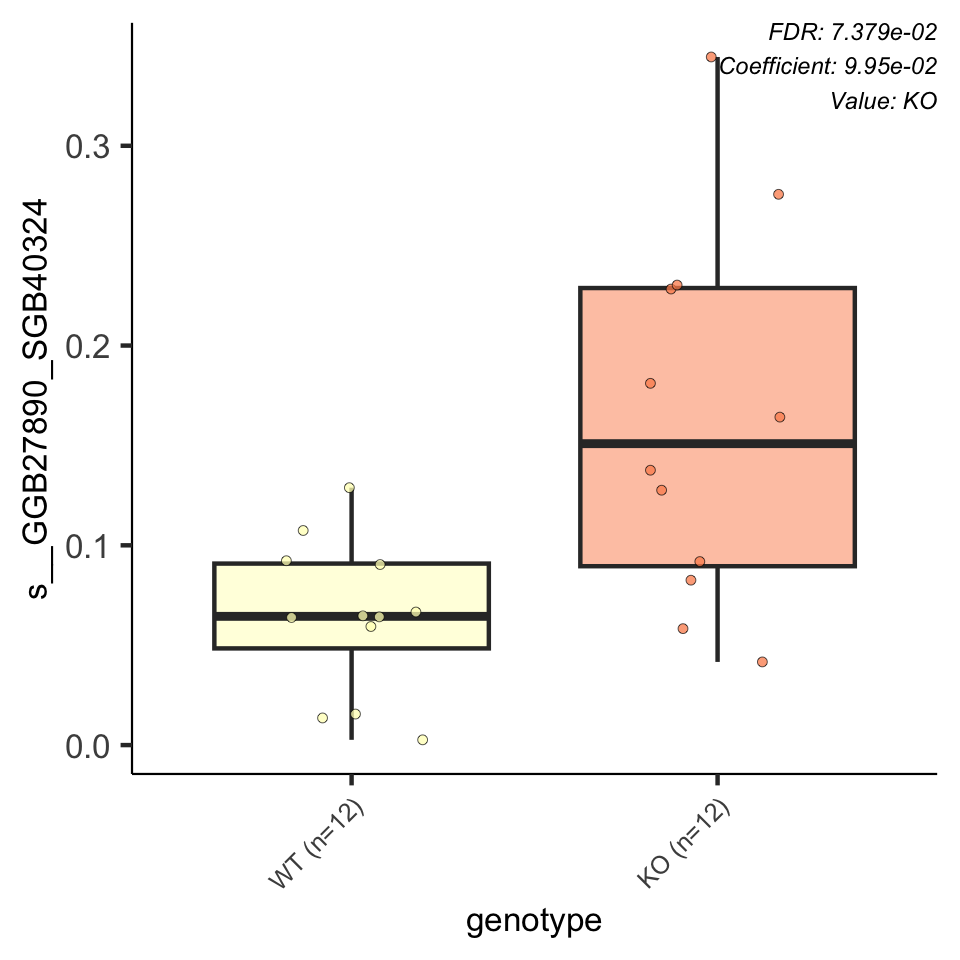 FDR: 7.379e-02
Coefficient: 9.95e-02
Value: KO
s__GGB27890_SGB40324
0.3
0.2
0.1
0.0
WT (n=12)
KO (n=12)
genotype